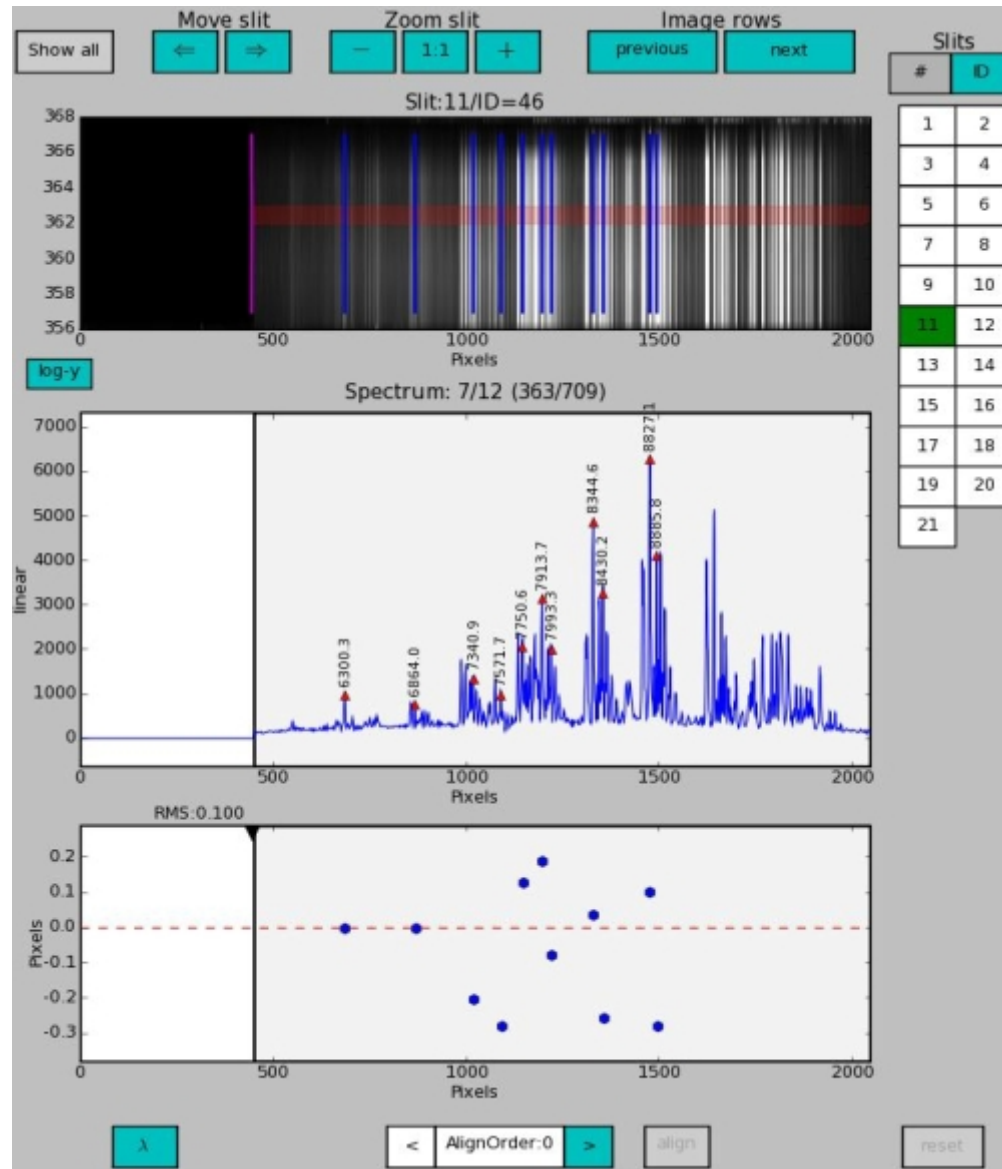 Move slit Zoom slit Image rows
Show all ⇐ ⇒ − 1:1 + previous next
Slits
# ID
Slit:11/ID=46
368
366
364
362
360
358
356
0 500 1000 1500 2000
Pixels
1 2
3 4
5 6
7 8
9 10
11 12
13 14
15 16
17 18
19 20
21
log-y
Spectrum: 7/12 (363/709)
linear
7000
6000
5000
4000
3000
2000
1000
0
6300.3
6864.0
7340.9
7571.7
7750.6
7913.7
7993.3
8344.6
8430.2
8827.1
8885.8
0 500 1000 1500 2000
Pixels
RMS:0.100
Pixels
0.2
0.1
0.0
-0.1
-0.2
-0.3
0 500 1000 1500 2000
Pixels
λ < AlignOrder:0 > align reset